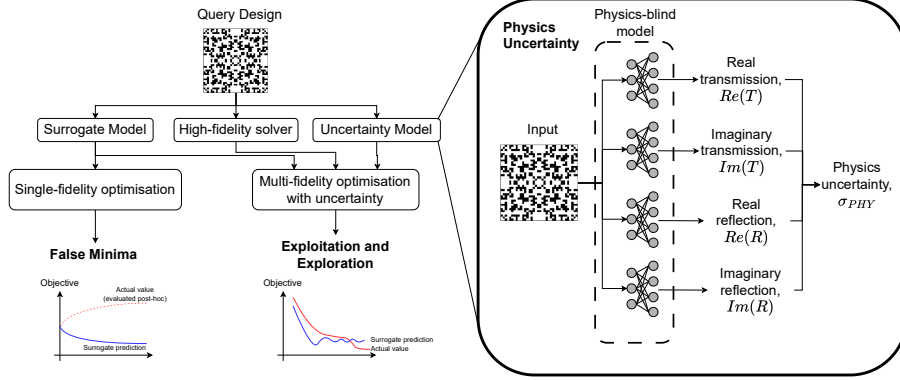 Query Design
Surrogate Model
High-fidelity solver
Uncertainty Model
Single-fidelity optimisation
Multi-fidelity optimisation
with uncertainty
False Minima
Exploitation and
Exploration
Objective
Actual value
(evaluated post-hoc)
Surrogate prediction
Objective
Surrogate prediction
Actual value
Physics
Uncertainty
Physics-blind
model
Input
Real
transmission,
Re(T)
Imaginary
transmission,
Im(T)
Real
reflection,
Re(R)
Imaginary
reflection,
Im(R)
Physics
uncertainty,
σPHY